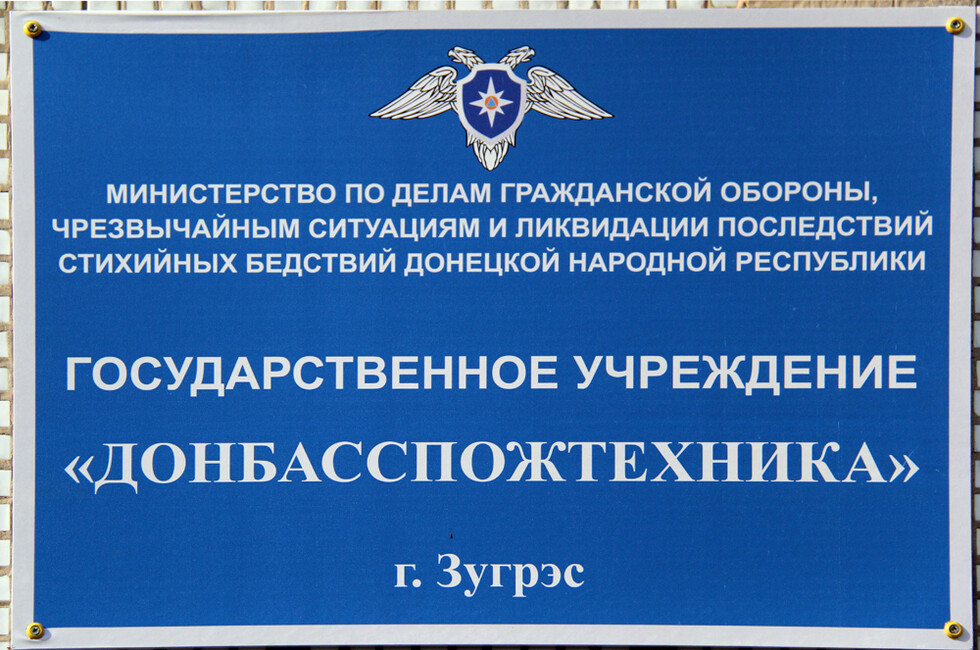 МИНИСТЕРСТВО ПО ДЕЛАМ ГРАЖДАНСКОЙ ОБОРОНЫ,
ЧРЕЗВЫЧАЙНЫМ СИТУАЦИЯМ И ЛИКВИДАЦИИ ПОСЛЕДСТВИЙ
СТИХИЙНЫХ БЕДСТВИЙ ДОНЕЦКОЙ НАРОДНОЙ РЕСПУБЛИКИ
ГОСУДАРСТВЕННОЕ УЧРЕЖДЕНИЕ
«ДОНБАССПОЖТЕХНИКА»
г. Зугрэс